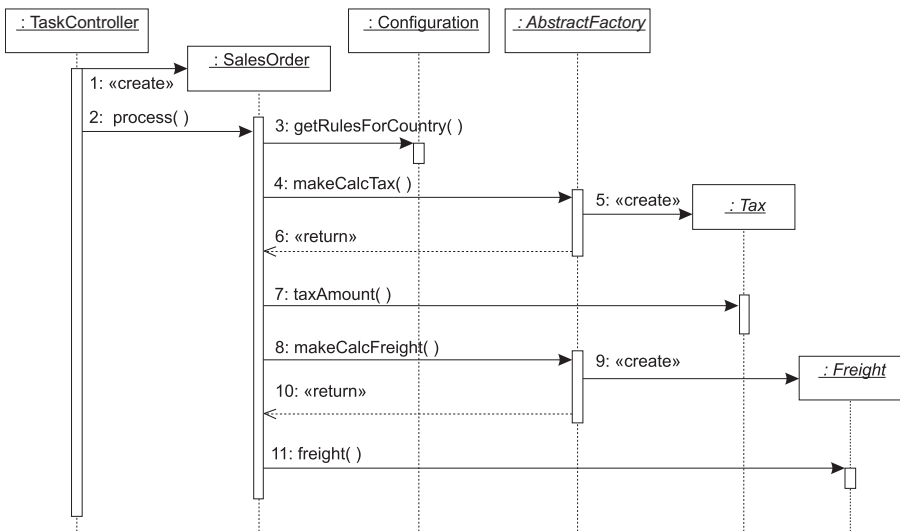 : TaskController
: Configuration
: AbstractFactory
: SalesOrder
1: «create»
2: process( )
3: getRulesForCountry( )
4: makeCalcTax( )
5: «create»
: Tax
6: «return»
7: taxAmount( )
8: makeCalcFreight( )
9: «create»
: Freight
10: «return»
11: freight( )